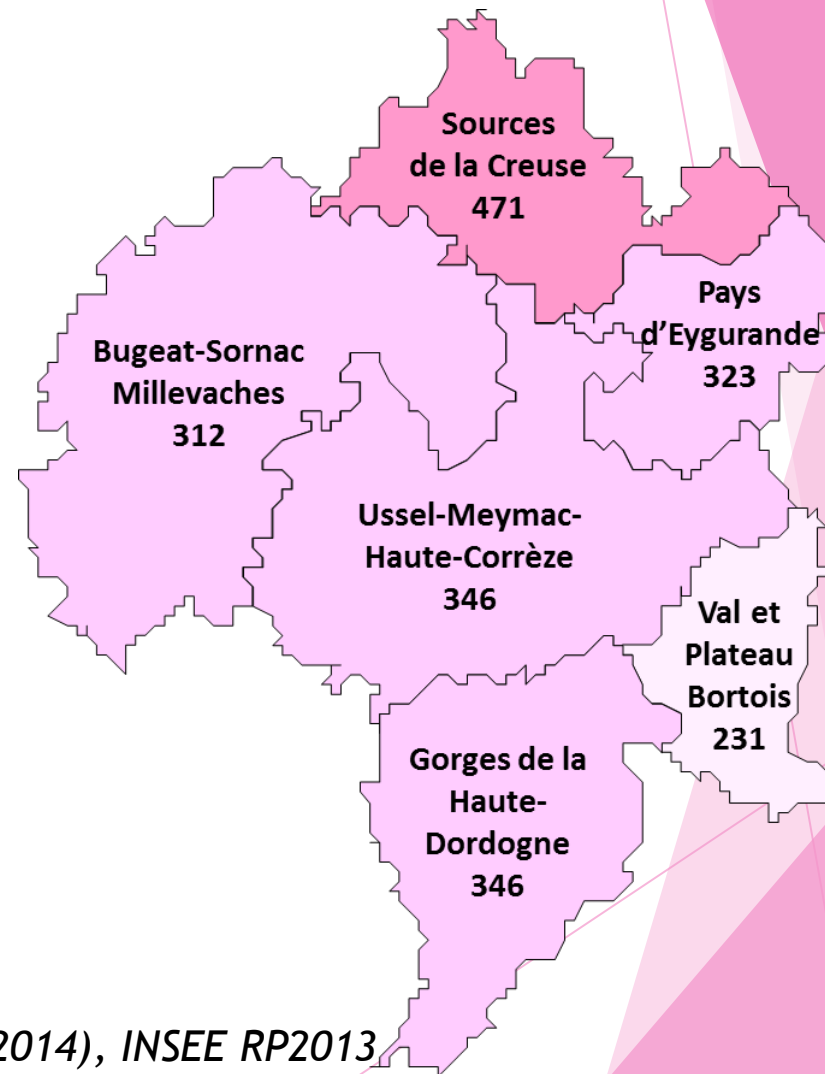 Sources
de la Creuse
471
Pays
d'Eygurande
323
Bugeat-Sornac
Millevaches
312
Ussel-Meymac-
Haute-Corrèze
346
Val et
Plateau
Bortois
231
Gorges de la
Haute-
Dordogne
346
2014), INSEE RP2013